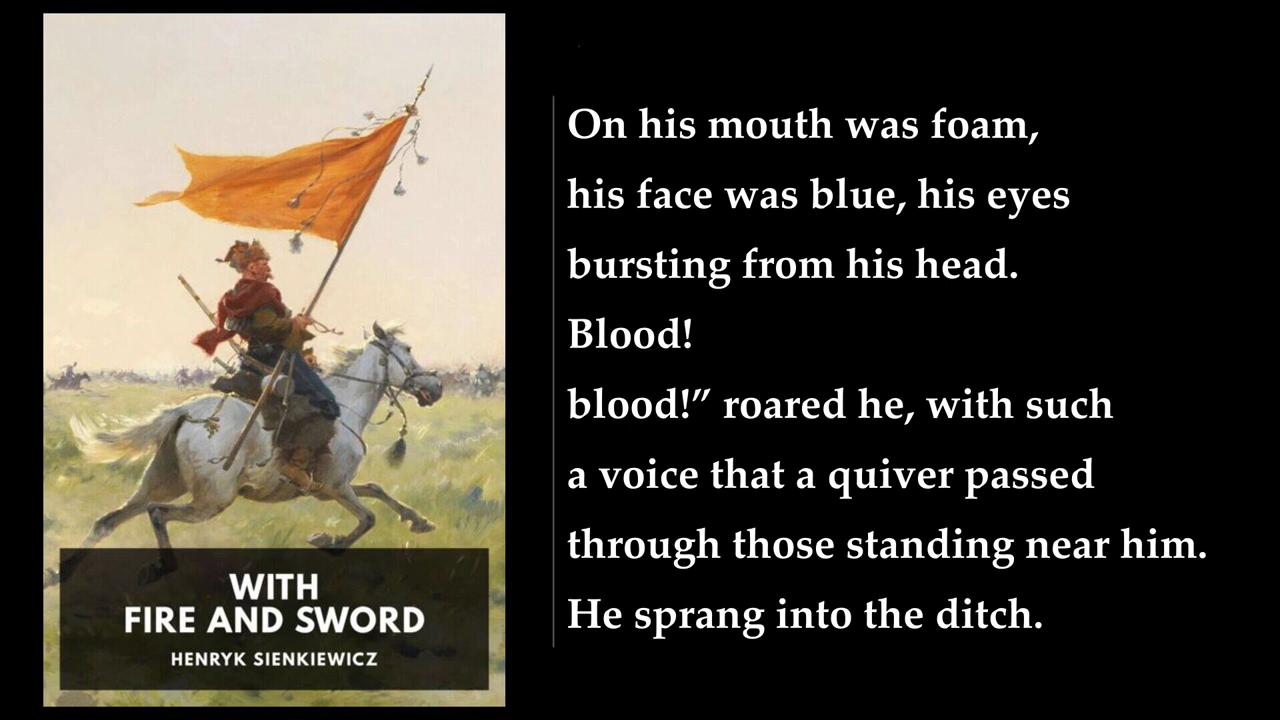 WITH
FIRE AND SWORD
HENRYK SIENKIEWICZ
On his mouth was foam,
his face was blue, his eyes
bursting from his head.
Blood!
blood!” roared he, with such
a voice that a quiver passed
through those standing near him.
He sprang into the ditch.